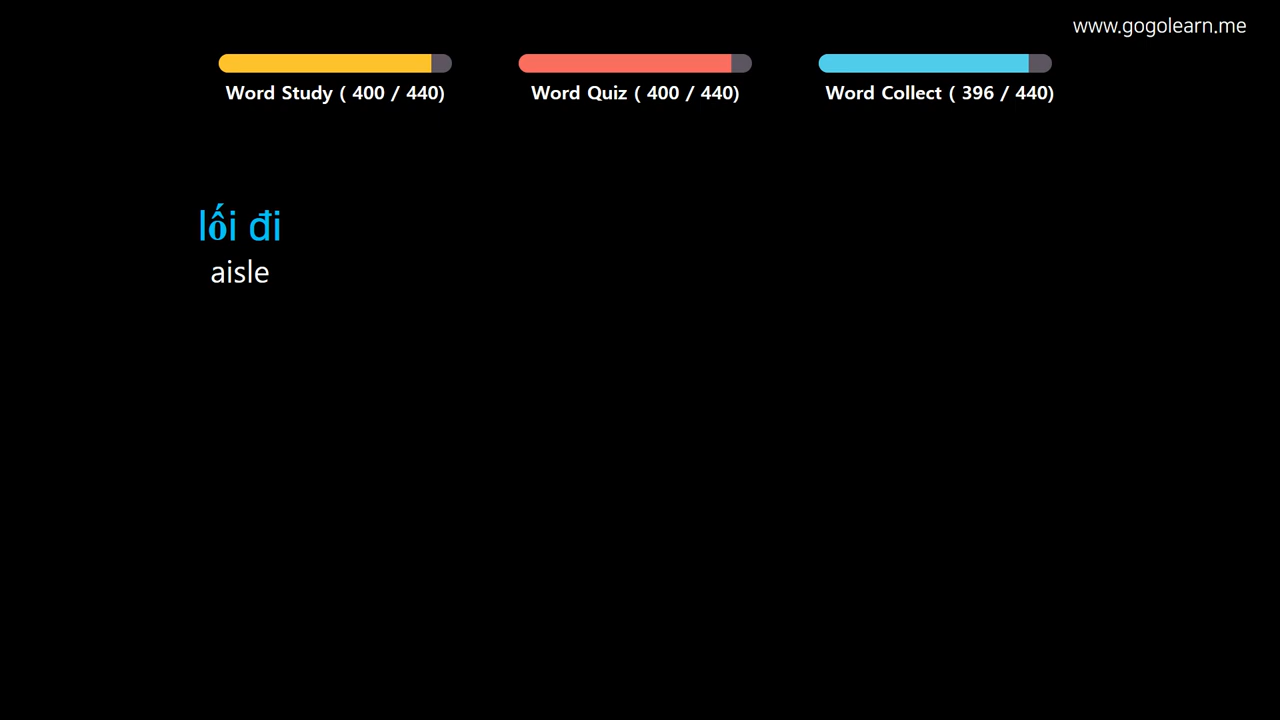 www.gogolearn.me
Word Study ( 400 / 440)
Word Quiz ( 400 / 440)
Word Collect ( 396 / 440)
lối đi
aisle